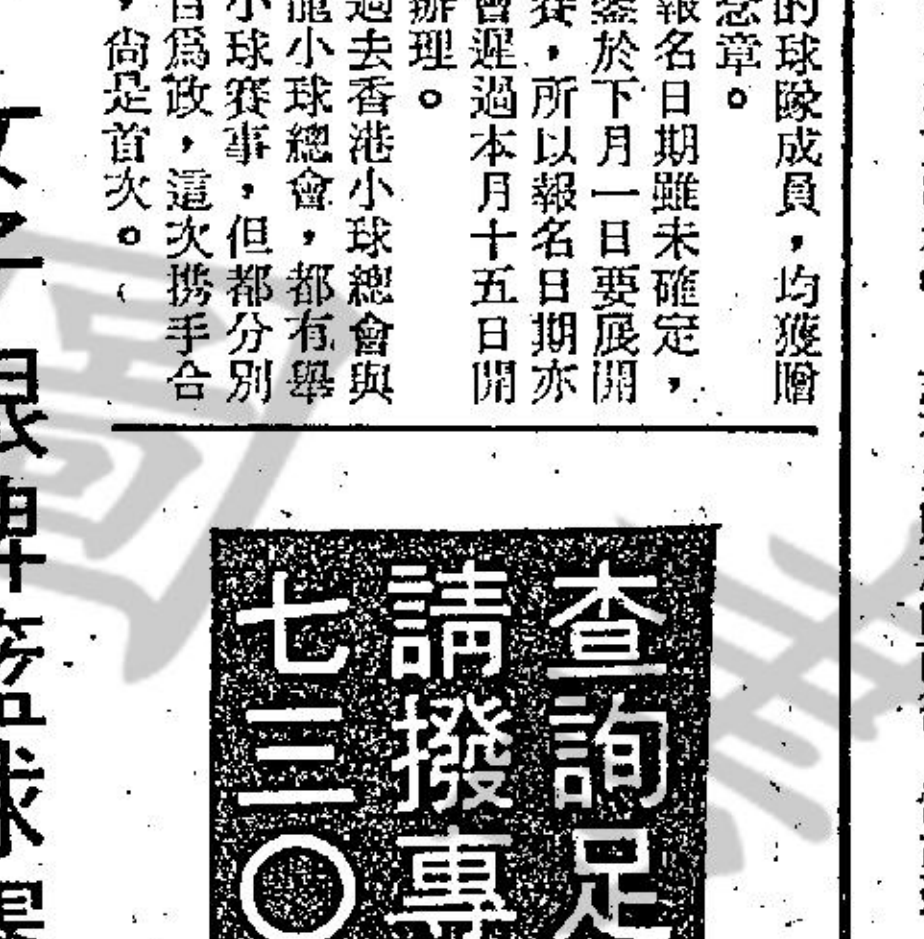 的球隊成員，均獲贈
念章。
報名日期雖未確定，
鑒於下月一日要展開
賽，所以報名日期亦
會遲過本月十五日開
辦理。
過去香港小球總會與
龍小球總會，都有舉
小球賽事，但都分別
自爲政，這次携手合
，尚是首次。
查詢足
請撥專
七三〇